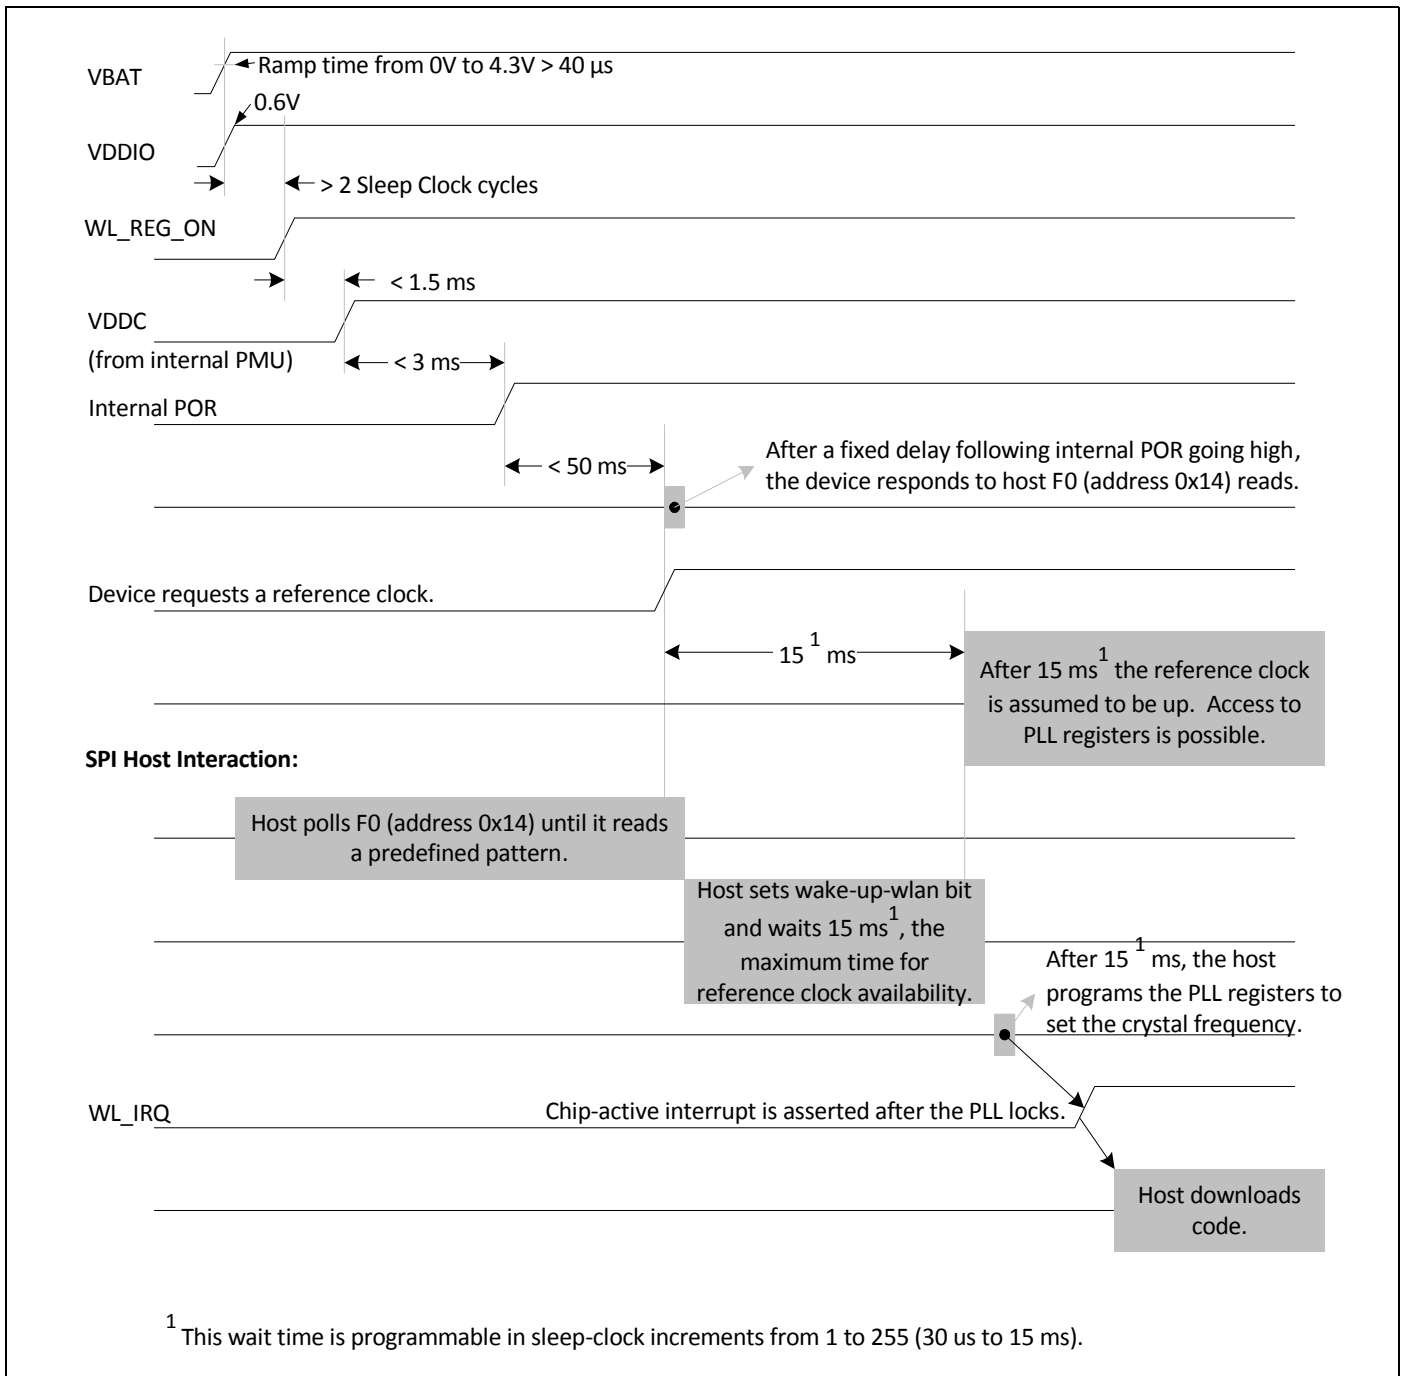 VBAT
Ramp time from 0V to 4.3V > 40 µs
0.6V
VDDIO
> 2 Sleep Clock cycles
WL_REG_ON
< 1.5 ms
VDDC
(from internal PMU)
< 3 ms
Internal POR
< 50 ms
After a fixed delay following internal POR going high,
the device responds to host F0 (address 0x14) reads.
Device requests a reference clock.
15 1 ms
After 15 ms1 the reference clock
is assumed to be up. Access to
PLL registers is possible.
SPI Host Interaction:
Host polls F0 (address 0x14) until it reads
a predefined pattern.
Host sets wake-up-wlan bit
and waits 15 ms1, the
maximum time for
reference clock availability.
After 15 1 ms, the host
programs the PLL registers to
set the crystal frequency.
WL_IRQ
Chip-active interrupt is asserted after the PLL locks.
Host downloads
code.
1 This wait time is programmable in sleep-clock increments from 1 to 255 (30 us to 15 ms).